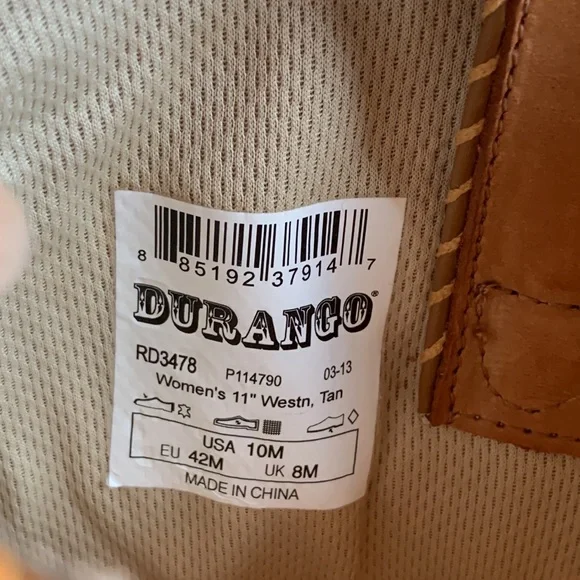 8 85192 37914 7
DURANGO®
RD3478 P114790 03-13
Women's 11" Westn, Tan
USA 10M
EU 42M UK 8M
MADE IN CHINA